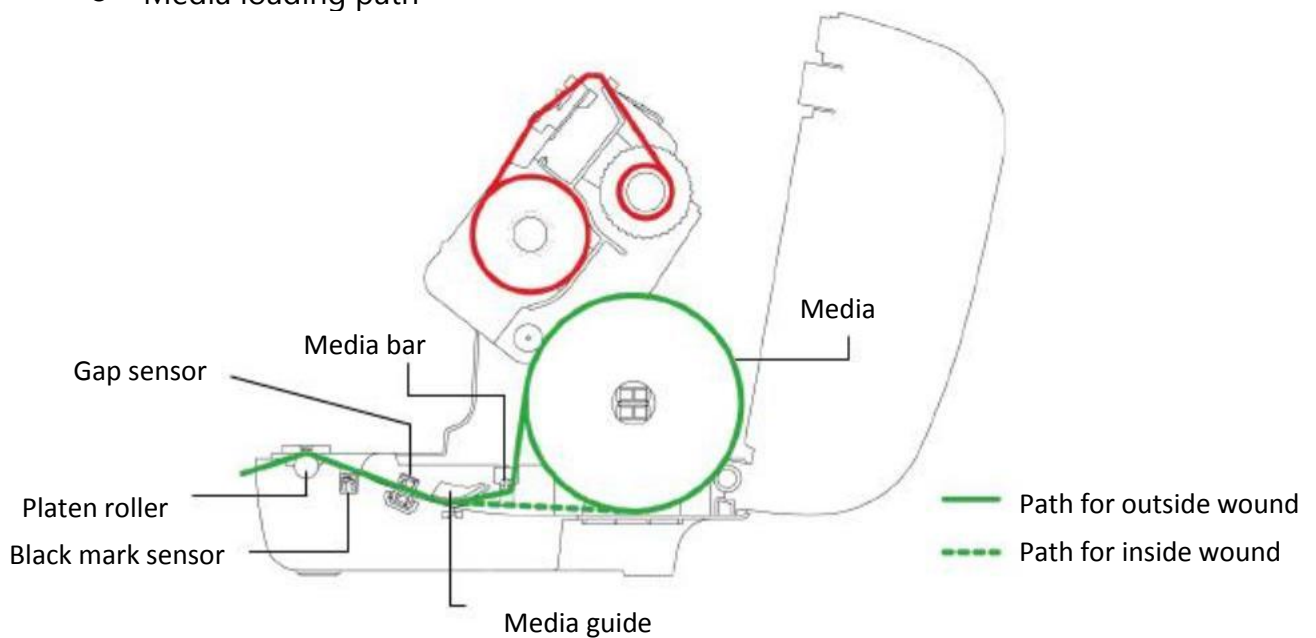 Media loading path
Media
Media bar
Gap sensor
Platen roller
Path for outside wound
Black mark sensor
Path for inside wound
Media guide